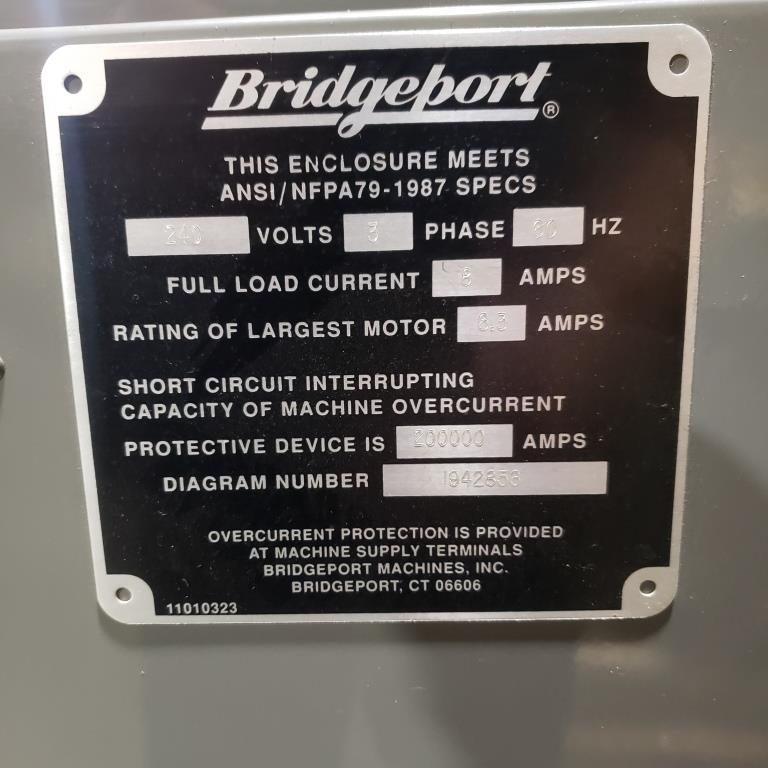 Bridgeport ®
THIS ENCLOSURE MEETS
ANSI/NFPA79-1987 SPECS
240 VOLTS 3 PHASE 60 HZ
FULL LOAD CURRENT AMPS
RATING OF LARGEST MOTOR AMPS
SHORT CIRCUIT INTERRUPTING
CAPACITY OF MACHINE OVERCURRENT
PROTECTIVE DEVICE IS 200000 AMPS
DIAGRAM NUMBER
OVERCURRENT PROTECTION IS PROVIDED
AT MACHINE SUPPLY TERMINALS
BRIDGEPORT MACHINES, INC.
BRIDGEPORT, CT 06606
11010323